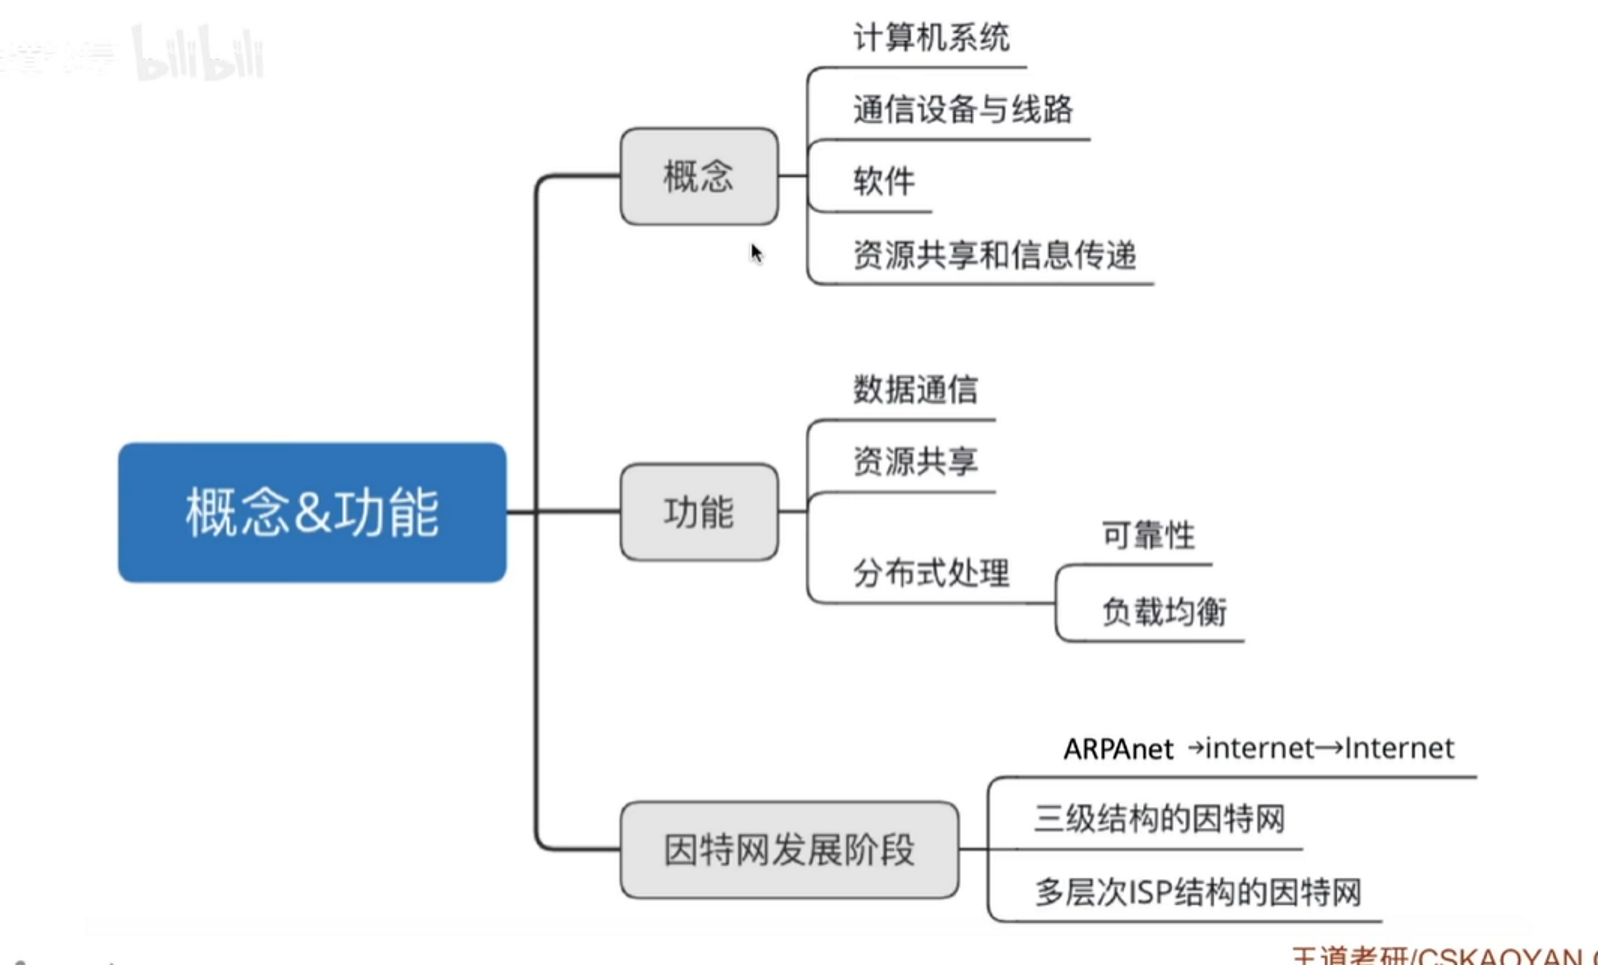 bilibili
计算机系统
通信设备与线路
概念
软件
资源共享和信息传递
数据通信
资源共享
概念&功能
功能
可靠性
分布式处理
负载均衡
ARPAnet →internet→Internet
三级结构的因特网
因特网发展阶段
多层次ISP结构的因特网
王道考研/CSKAOYAN.